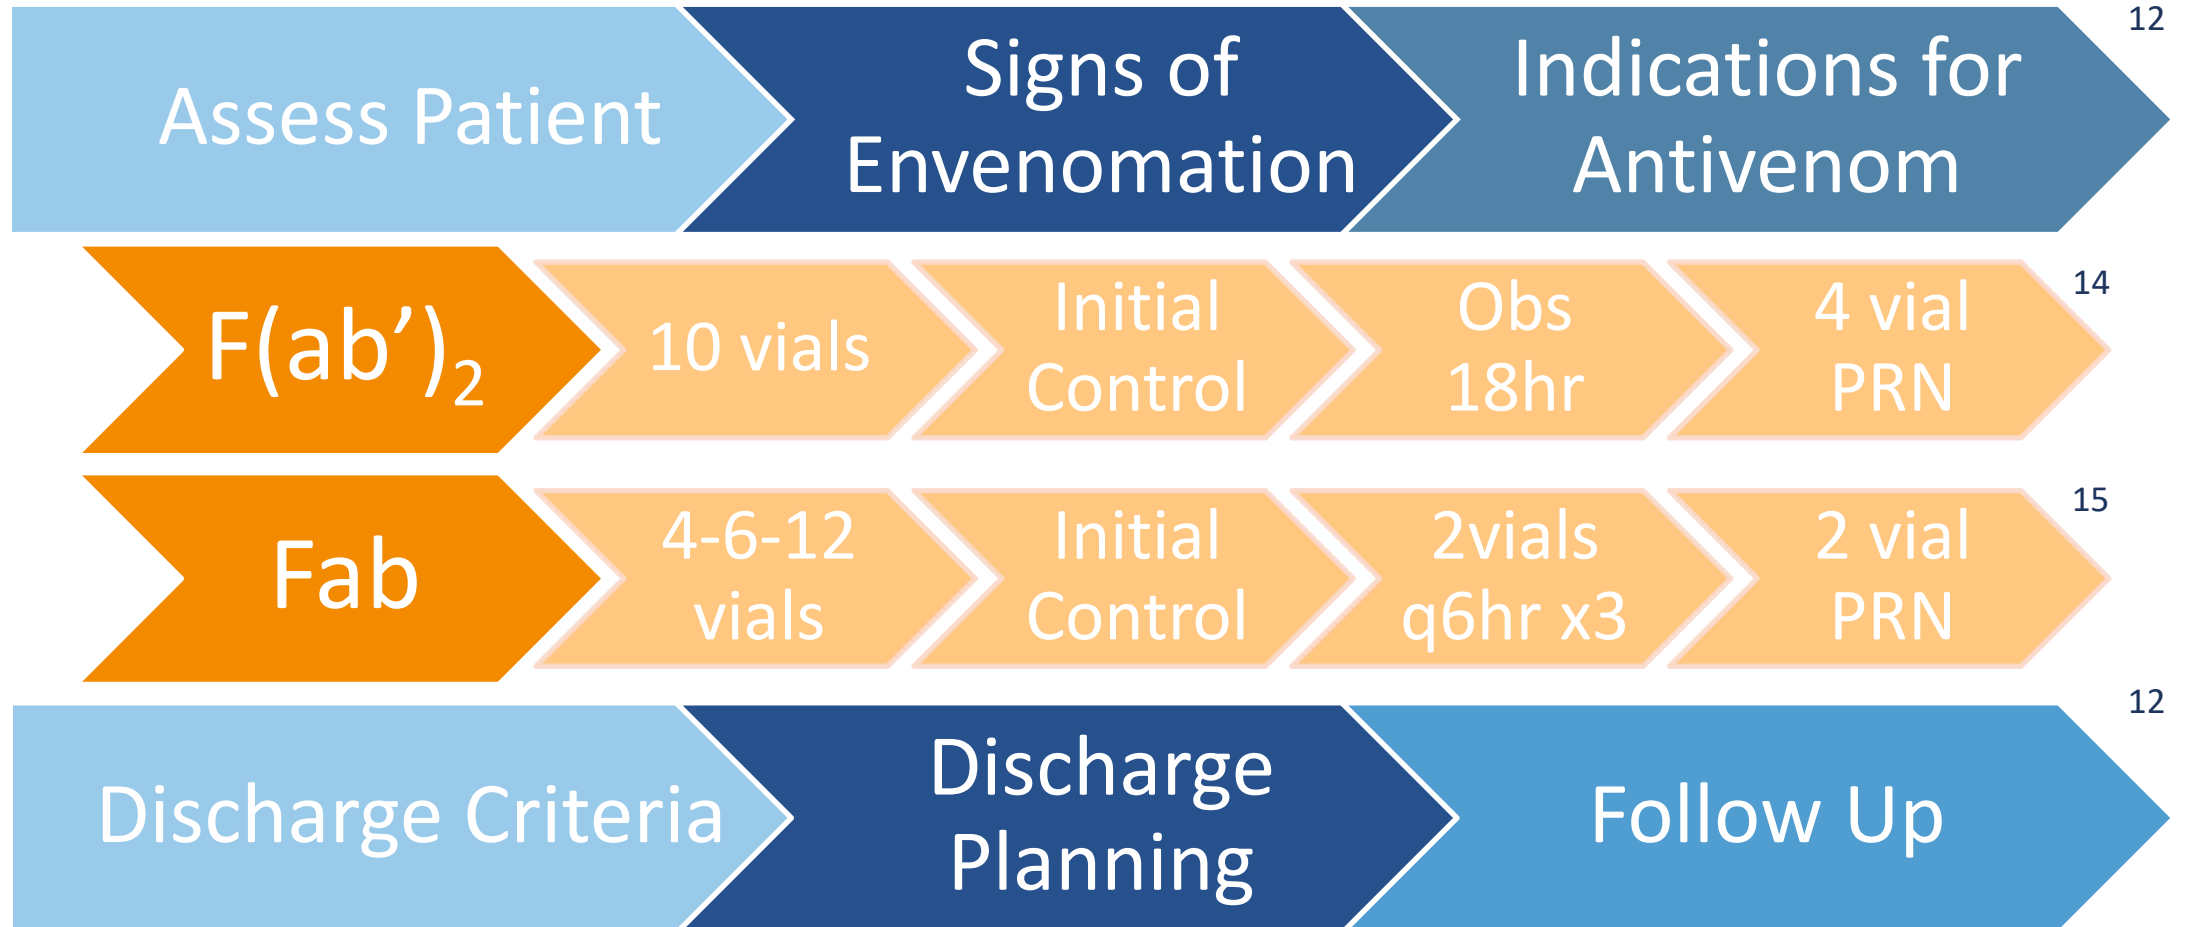 Assess Patient
Signs of
Envenomation
Indications for
Antivenom
12
F(ab’)₂
10 vials
Initial
Control
Obs
18hr
4 vial
PRN
14
Fab
4-6-12
vials
Initial
Control
2vials
q6hr x3
2 vial
PRN
15
Discharge Criteria
Discharge
Planning
Follow Up
12